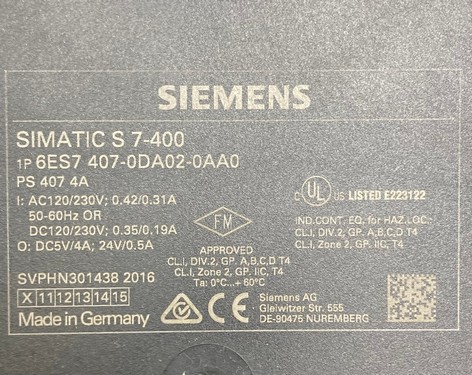 SIEMENS
SIMATIC S 7-400
1P 6ES7 407-0DA02-0AA0
PS 407 4A
I: AC120/230V; 0.42/0.31A
50-60Hz OR
DC120/230V; 0.35/0.19A
O: DC5V/4A; 24V/0.5A
SVPHN301438 2016
X 11 12 13 14 15
Made in Germany
FM
APPROVED
CL.I, DIV.2, GP. A,B,C,D T4
CL.I, Zone 2, GP. IIC, T4
Ta: 0°C...+ 60°C
C UL US LISTED E223122
IND.CONT. EQ. for HAZ.LOC.:
CL.I, DIV.2, GP. A,B,C,D T4
CL.I, Zone 2, GP. IIC T4
CE
Siemens AG
Gleiwitzer Str. 555
DE-90475 NUREMBERG